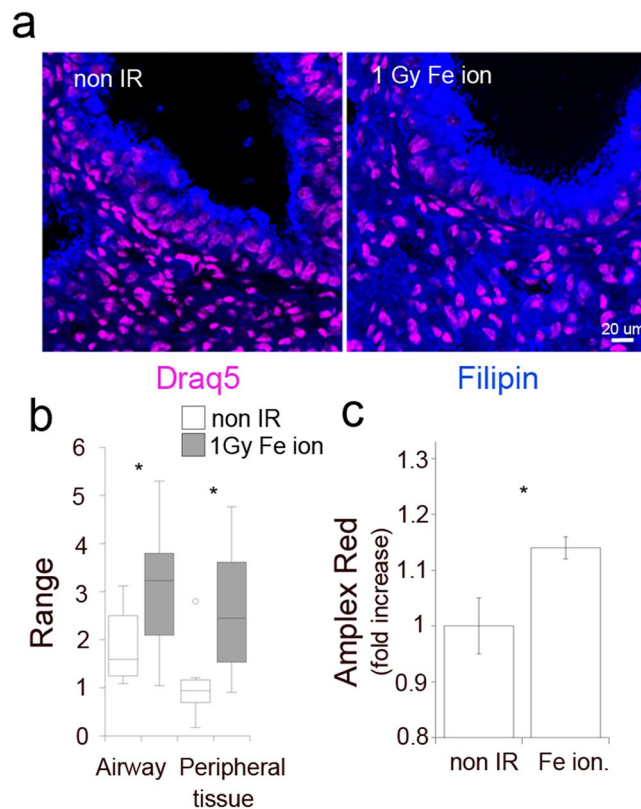 a
non IR
1 Gy Fe ion
20 um
Draq5
Filipin
b
non IR
1Gy Fe ion
6
5
4
3
2
1
0
Range
*
*
Airway
Peripheral
tissue
c
1.3
1.2
1.1
1
0.9
0.8
Amplex Red
(fold increase)
*
non IR
Fe ion.